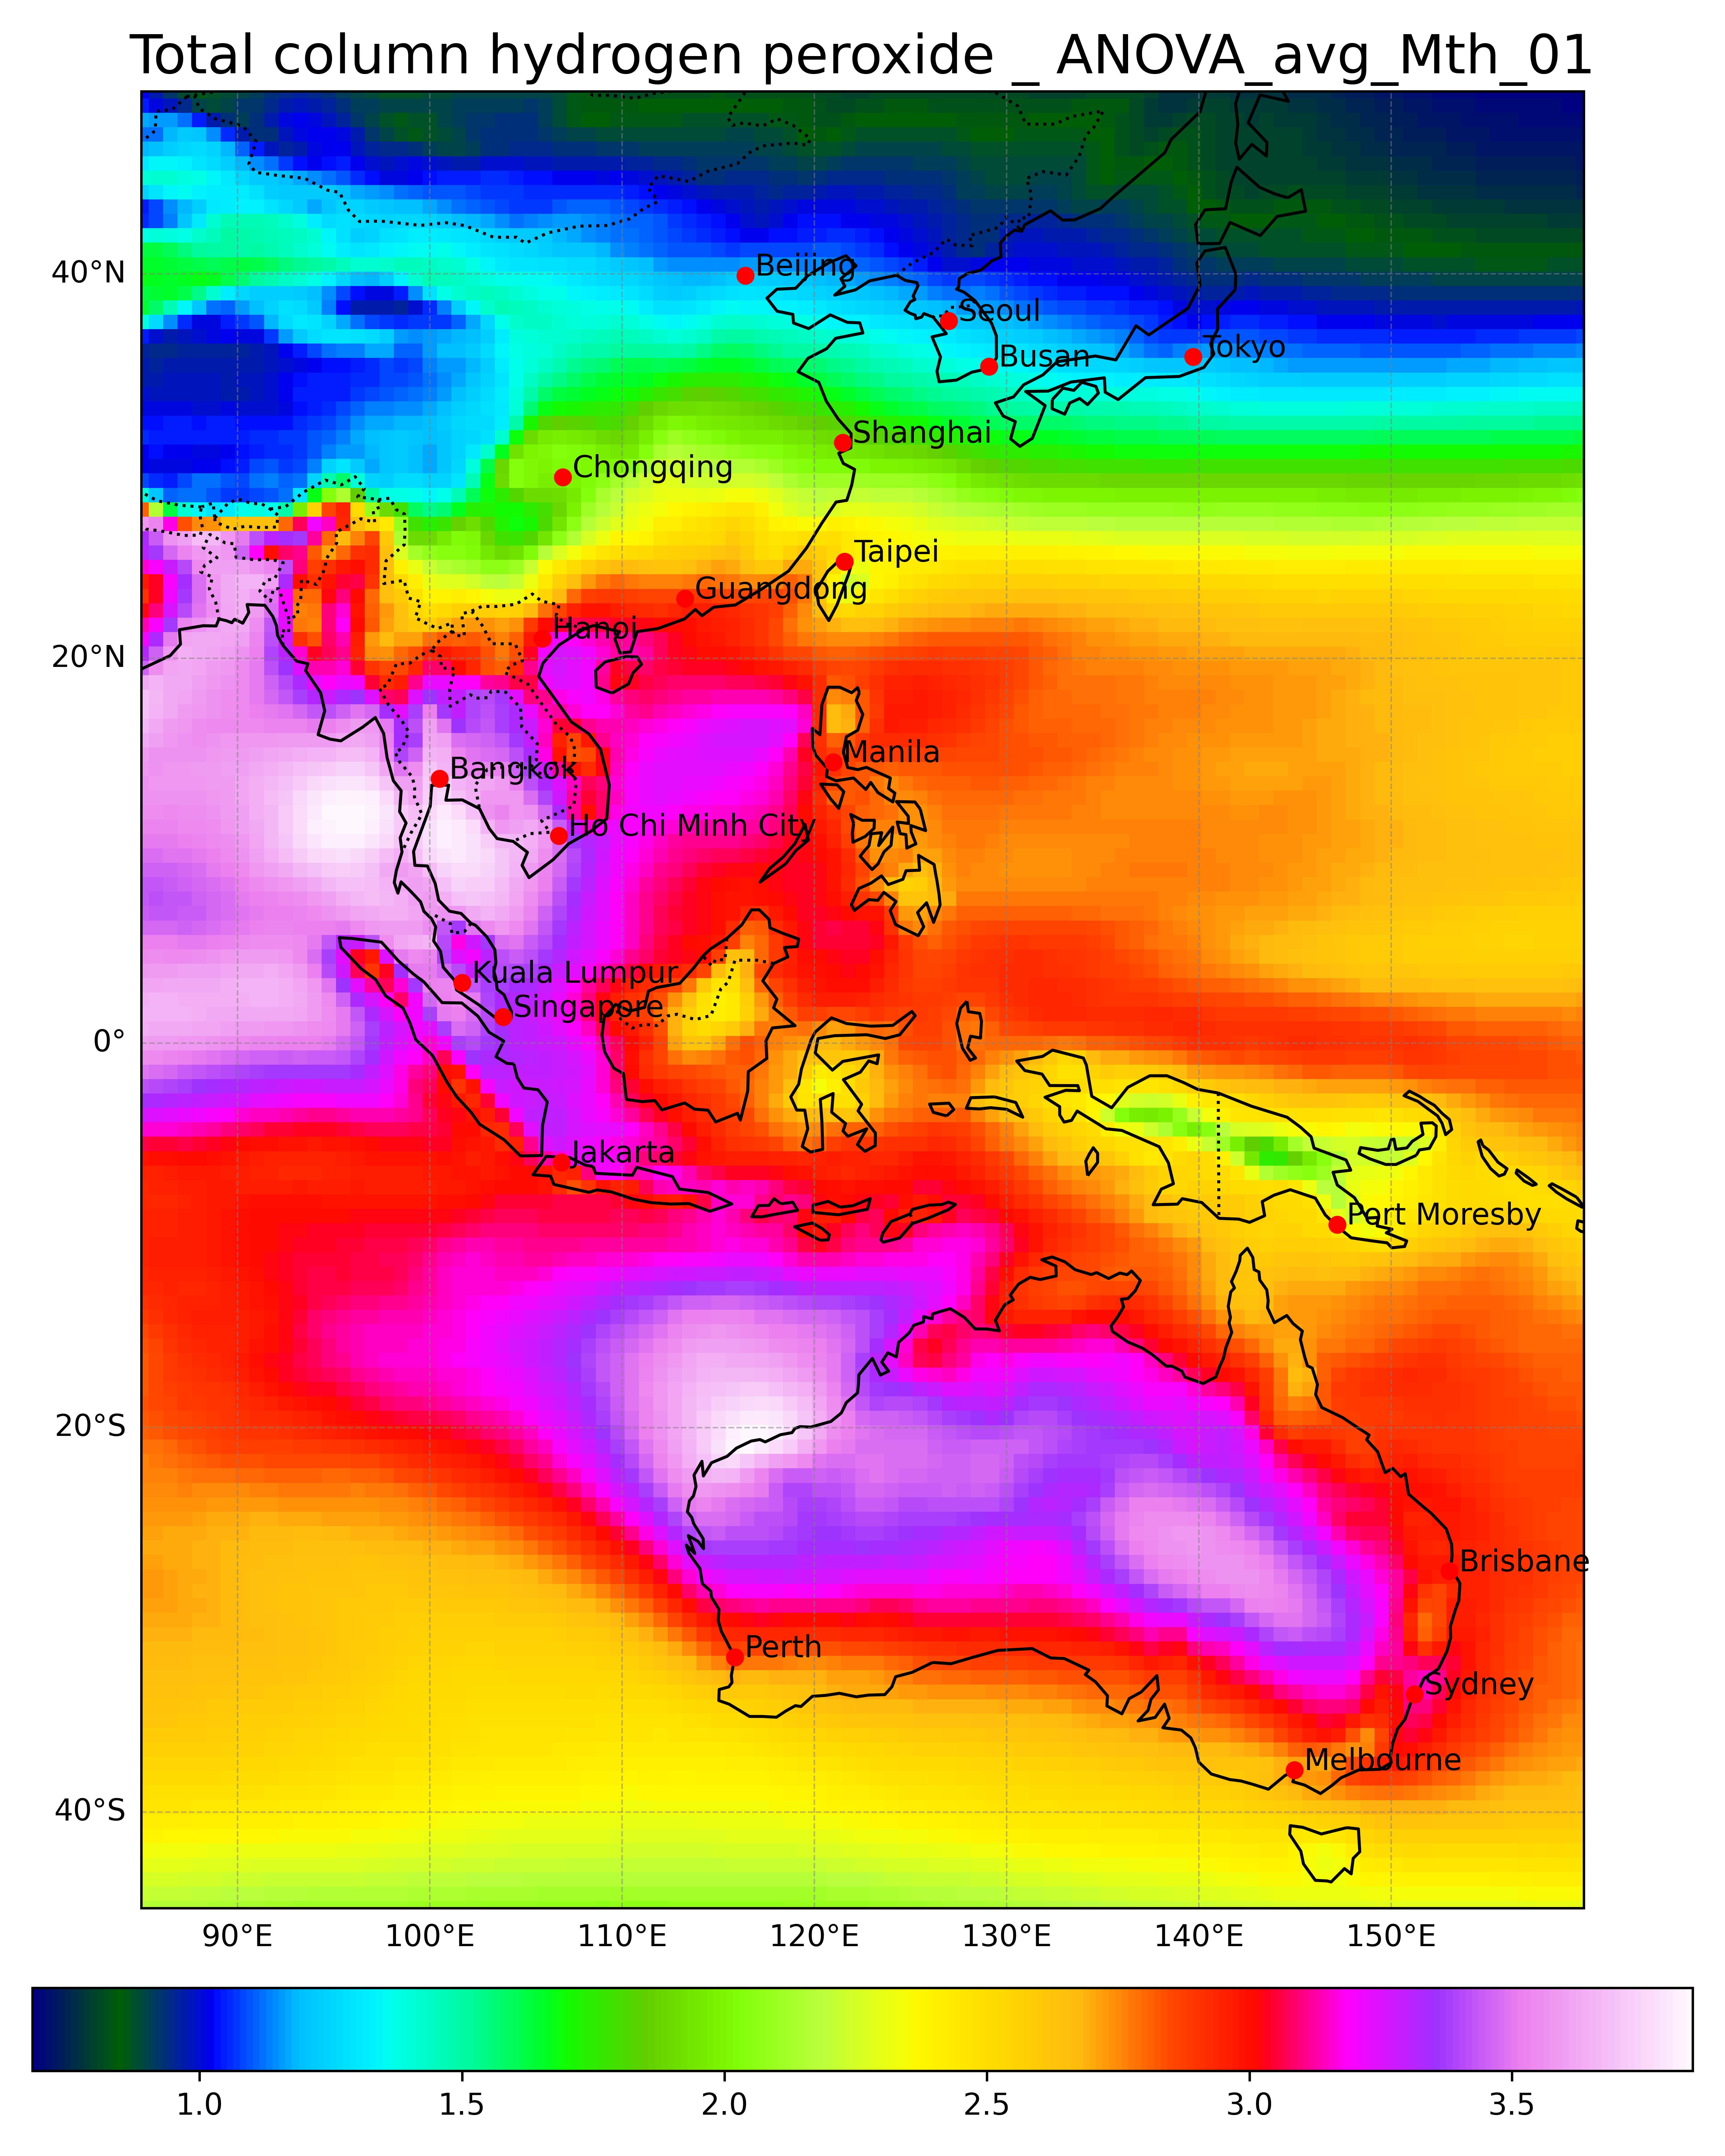 Total column hydrogen peroxide _ ANOVA_avg_Mth_01
40°N
20°N
0°
20°S
40°S
Beijing
Seoul
Busan
Tokyo
Shanghai
Chongqing
Taipei
Guangdong
Hanoi
Manila
Bangkok
Ho Chi Minh City
Kuala Lumpur
Singapore
Jakarta
Port Moresby
Brisbane
Perth
Sydney
Melbourne
90°E 100°E 110°E 120°E 130°E 140°E 150°E
1.0 1.5 2.0 2.5 3.0 3.5